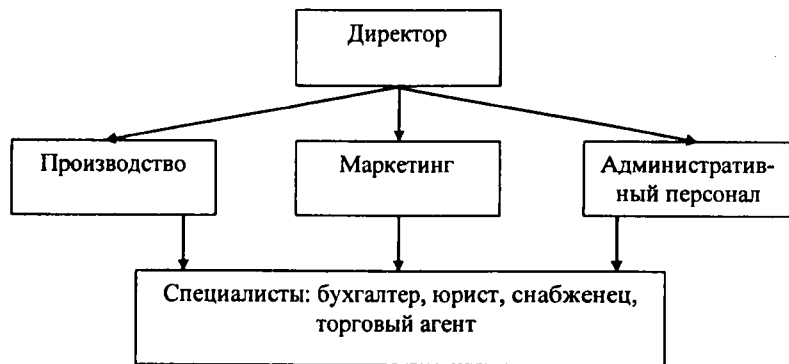 Директор
Производство
Маркетинг
Административ-
ный персонал
Специалисты: бухгалтер, юрист, снабженец,
торговый агент